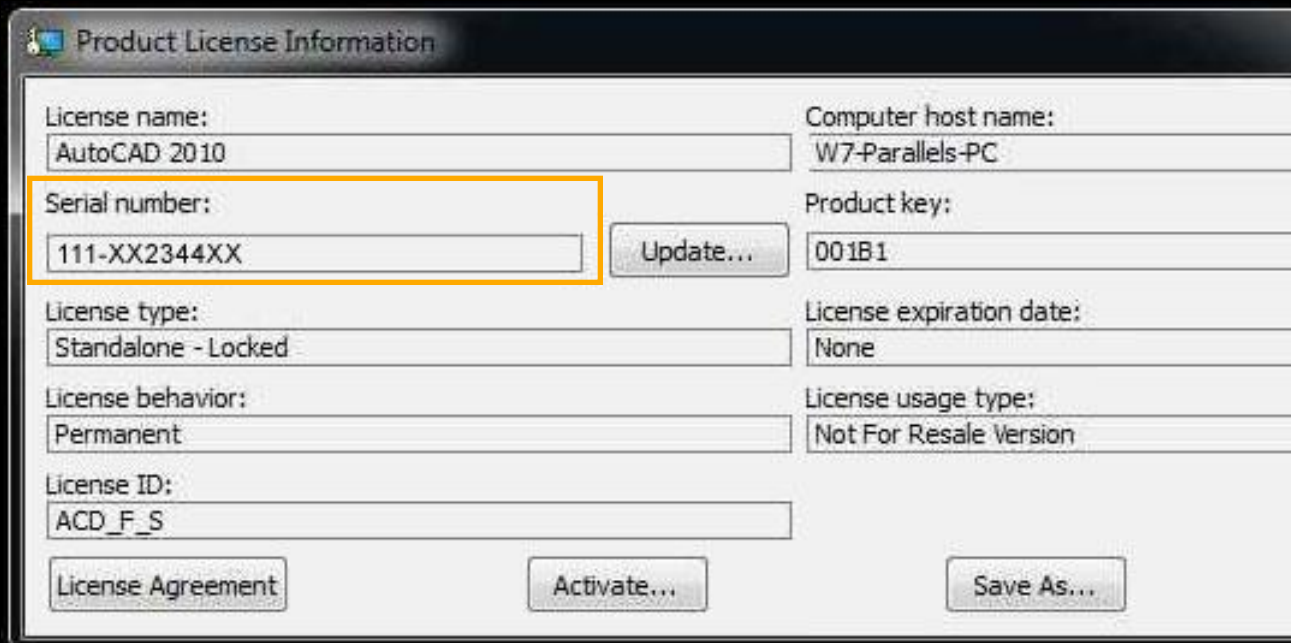 Product License Information
License name:
AutoCAD 2010
Computer host name:
W7-Parallels-PC
Serial number:
111-XX2344XX
Update...
Product key:
001B1
License type:
Standalone - Locked
License expiration date:
None
License behavior:
Permanent
License usage type:
Not For Resale Version
License ID:
ACD_F_S
License Agreement
Activate...
Save As...